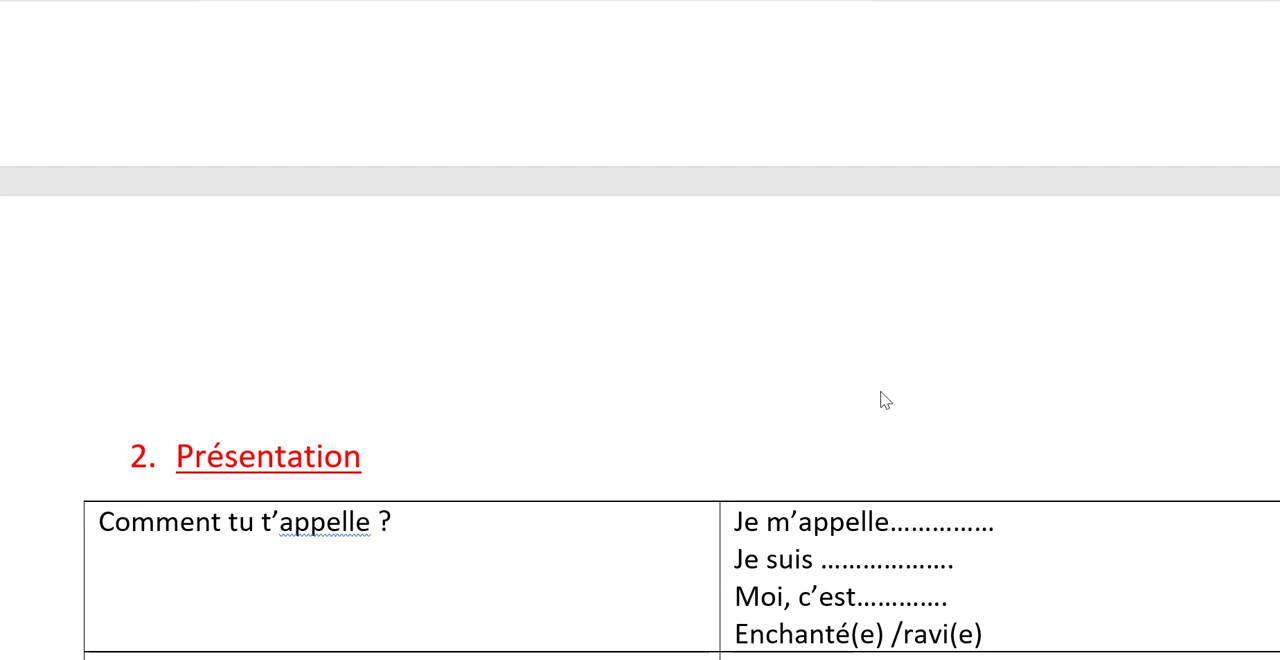 2. Présentation
Comment tu t’appelle ?
Je m’appelle……………
Je suis ……………….
Moi, c’est………….
Enchanté(e) /ravi(e)